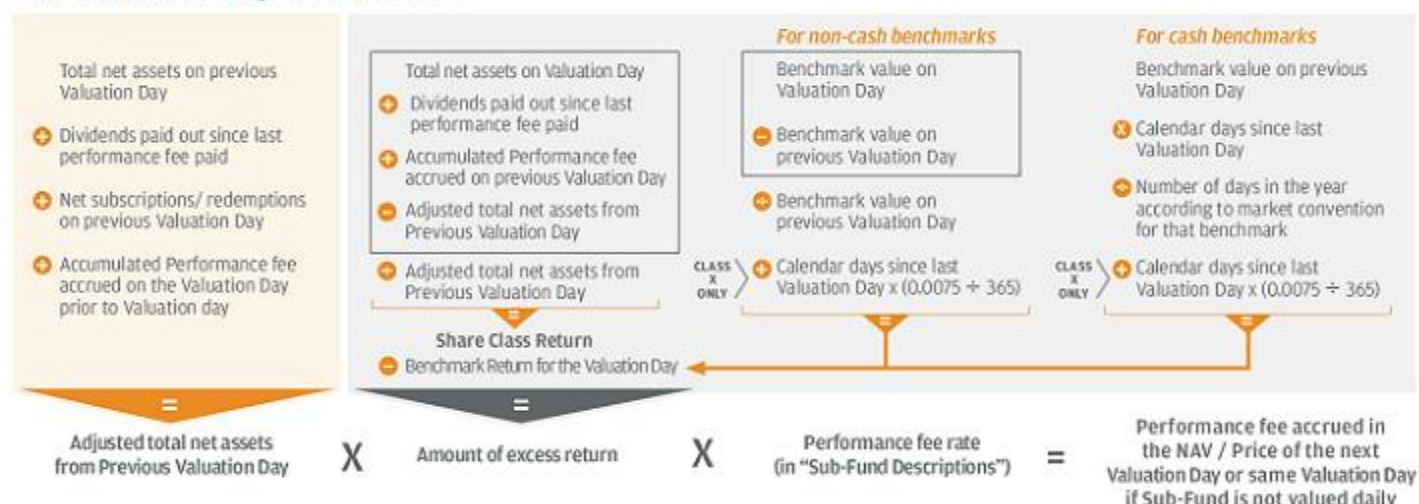 Total net assets on previous
Valuation Day
+ Dividends paid out since last
performance fee paid
+ Net subscriptions/ redemptions
on previous Valuation Day
+ Accumulated Performance fee
accrued on the Valuation Day
prior to Valuation day
=
Adjusted total net assets
from Previous Valuation Day
X
Total net assets on Valuation Day
+ Dividends paid out since last
performance fee paid
+ Accumulated Performance fee
accrued on previous Valuation Day
− Adjusted total net assets from
Previous Valuation Day
Adjusted total net assets from
Previous Valuation Day
=
Share Class Return
− Benchmark Return for the Valuation Day
=
Amount of excess return
For non-cash benchmarks
Benchmark value on
Valuation Day
− Benchmark value on
previous Valuation Day
Benchmark value on
previous Valuation Day
CLASS
X
ONLY
+ Calendar days since last
Valuation Day x (0.0075 ÷ 365)
=
For cash benchmarks
Benchmark value on previous
Valuation Day
X Calendar days since last
Valuation Day
Number of days in the year
according to market convention
for that benchmark
CLASS
X
ONLY
+ Calendar days since last
Valuation Day x (0.0075 ÷ 365)
=
X
Performance fee rate
(in “Sub-Fund Descriptions”)
=
Performance fee accrued in
the NAV / Price of the next
Valuation Day or same Valuation Day
if Sub-Fund is not valued daily